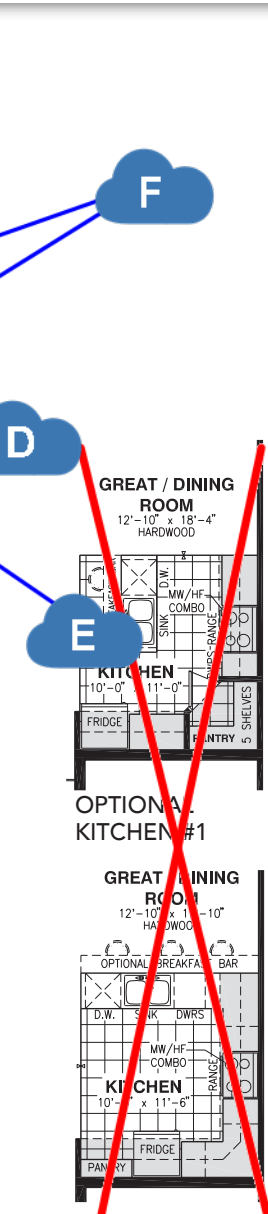 F
D
GREAT / DINING
ROOM
12'-10" x 18'-4"
HARDWOOD
D.W.
MW/HF
COMBO
SINK
E
KITCHEN
10'-0" 11'-0"
FRIDGE
PANTRY
5 SHELVES
OPTIONAL
KITCHEN #1
GREAT DINING
ROOM
OPTIONAL BREAKFAST BAR
D.W. SINK DWRS
MW/HF
COMBO
RANGE
KITCHEN
x 11'-6"
FRIDGE
PANTRY